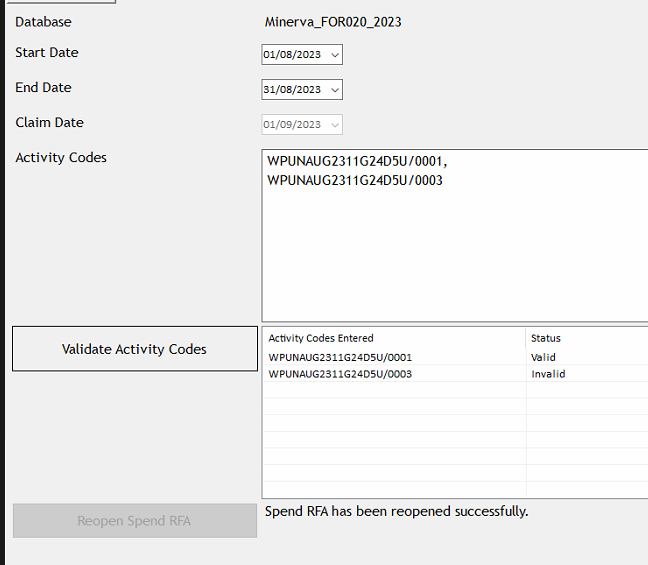 Database Minerva_FOR020_2023
Start Date 01/08/2023
End Date 31/08/2023
Claim Date 01/09/2023
Activity Codes WPUNAUG2311G24D5U/0001,
WPUNAUG2311G24D5U/0003
Validate Activity Codes
Activity Codes Entered Status
WPUNAUG2311G24D5U/0001 Valid
WPUNAUG2311G24D5U/0003 Invalid
Reopen Spend RFA Spend RFA has been reopened successfully.